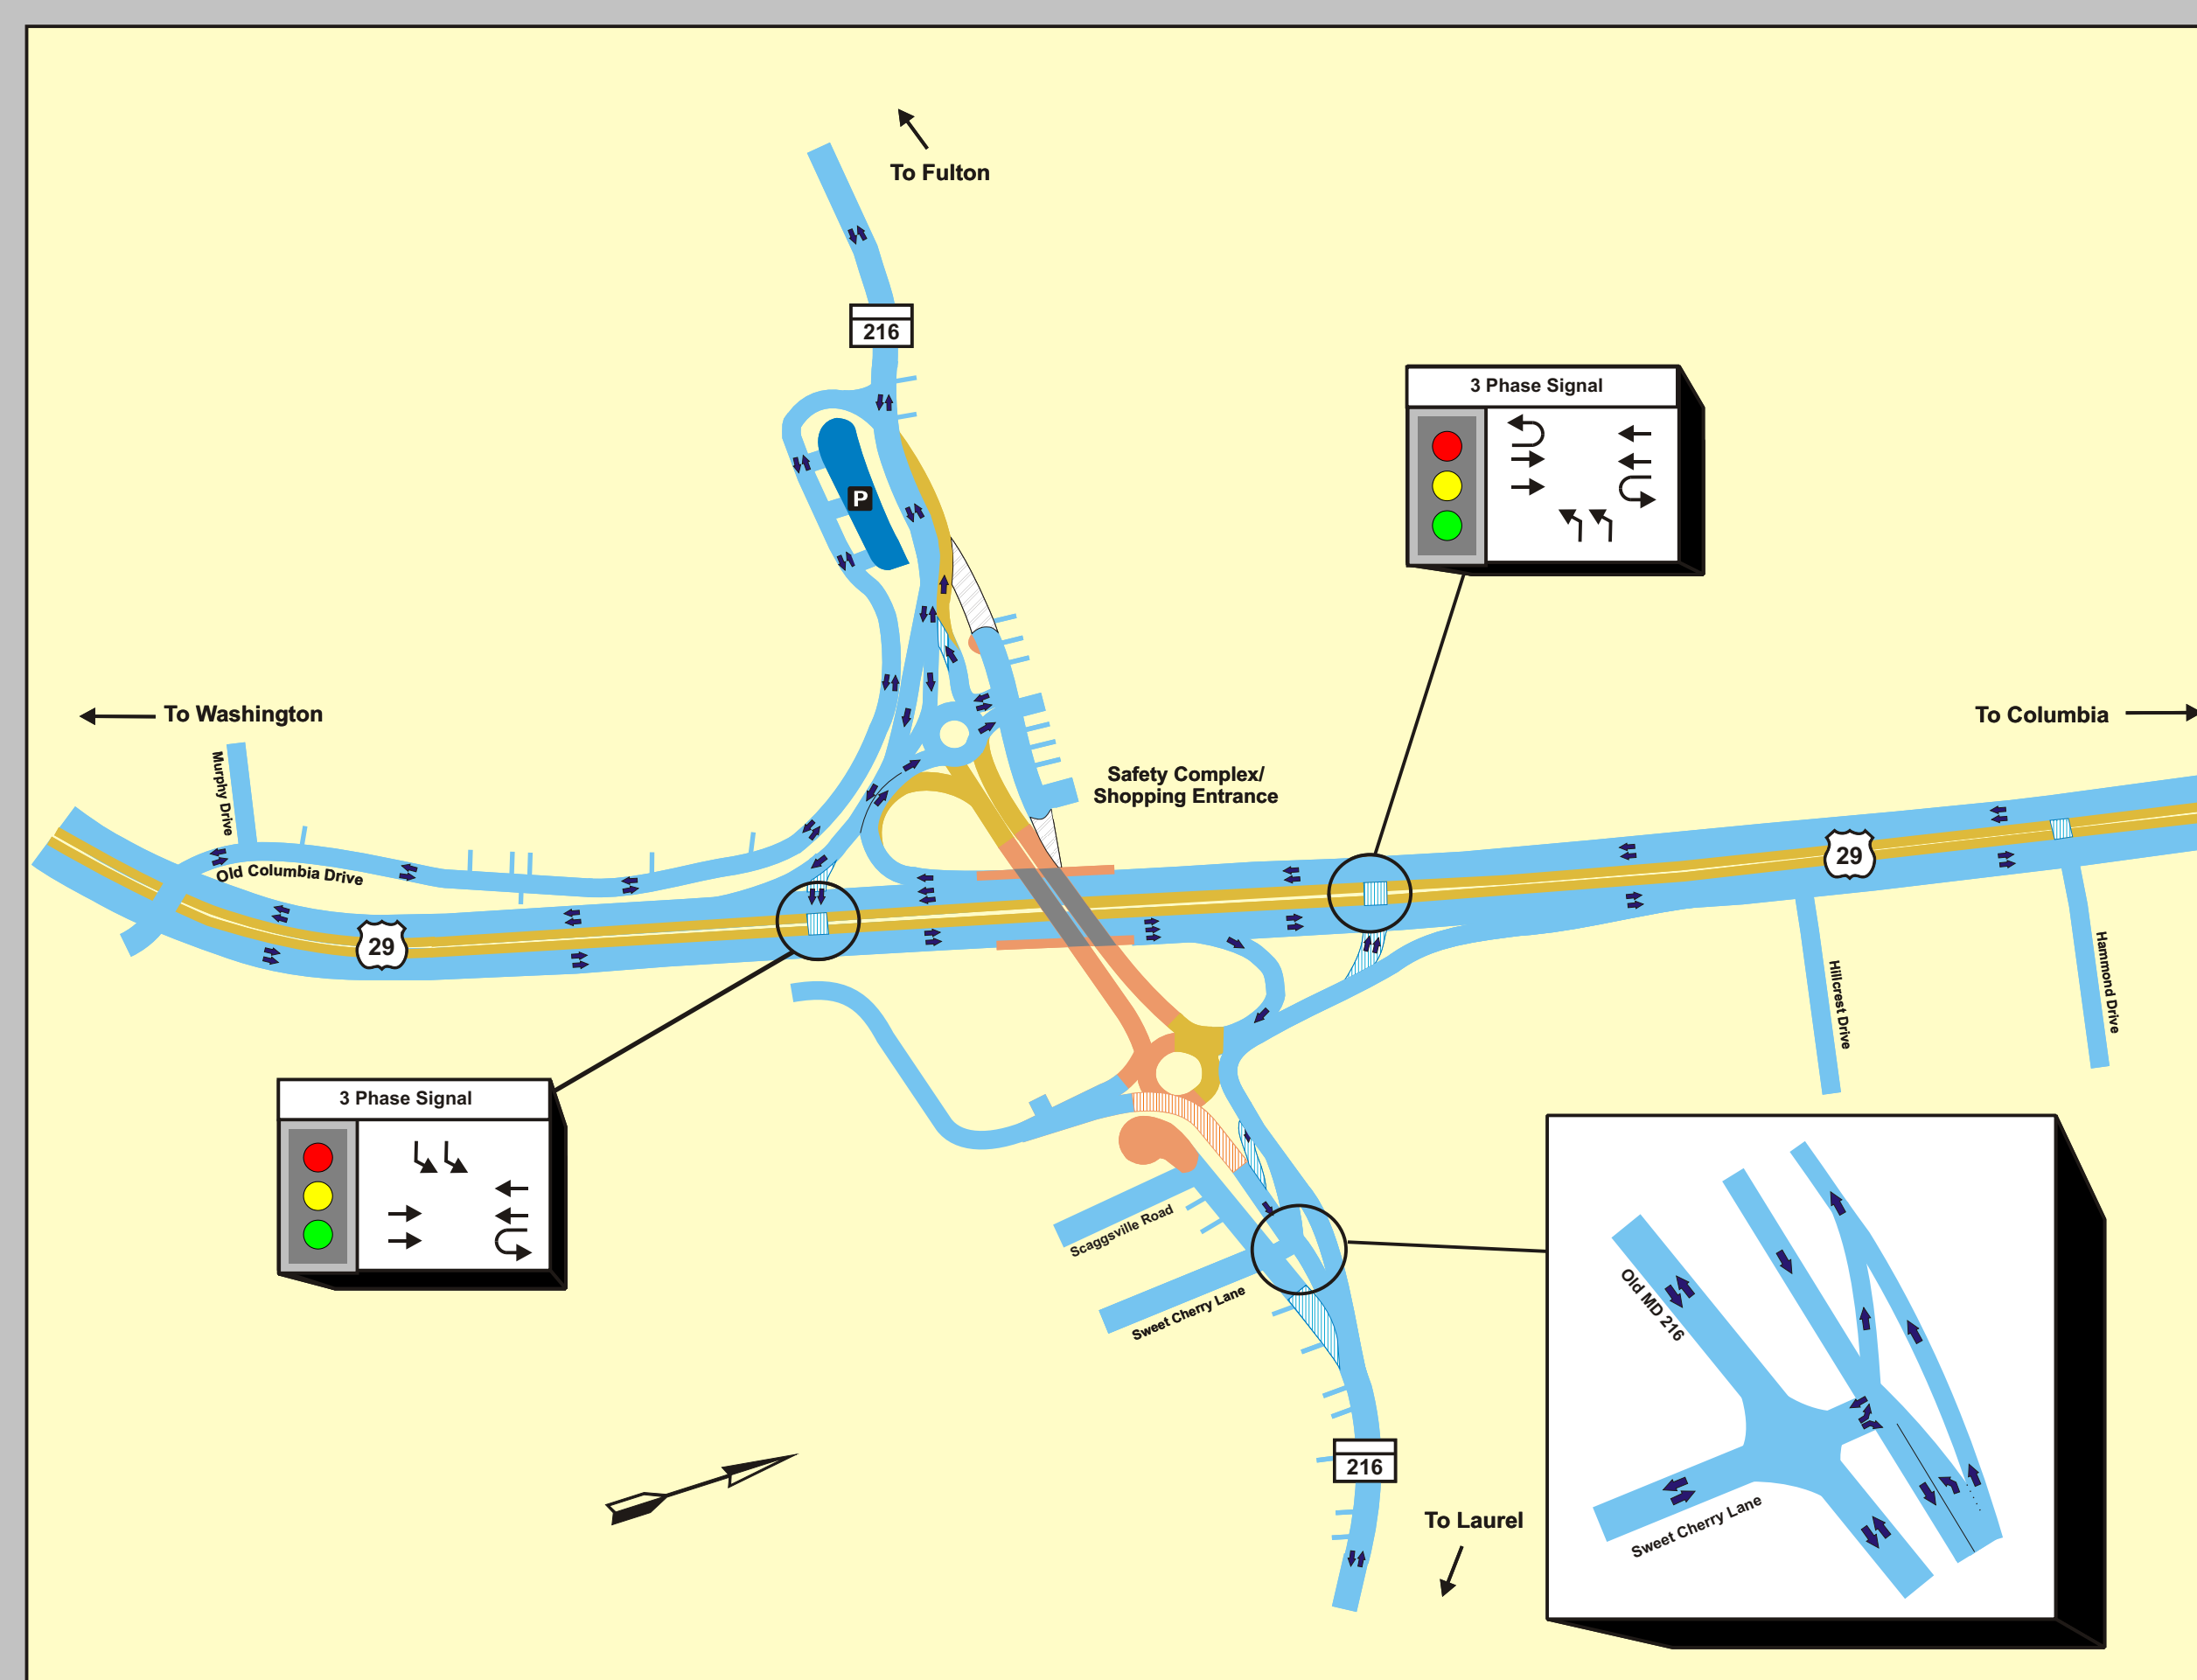 To Fulton
216
3 Phase Signal
P
To Washington
To Columbia
Murphy Drive
Safety Complex/
Shopping Entrance
29
Old Columbia Drive
29
Hammond Drive
Hillcrest Drive
3 Phase Signal
Scaggsville Road
Sweet Cherry Lane
Old MD 216
216
To Laurel
Sweet Cherry Lane